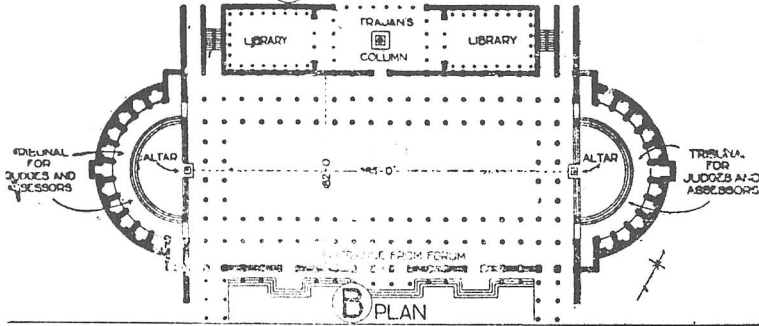 TRAJAN'S
COLUMN
LIBRARY
LIBRARY
TRIBUNAL
FOR
JUDGES AND
ASSESSORS
ALTAR
ALTAR
TRIBUNAL
FOR
JUDGES AND
ASSESSORS
ENTRANCE FROM FORUM
B PLAN